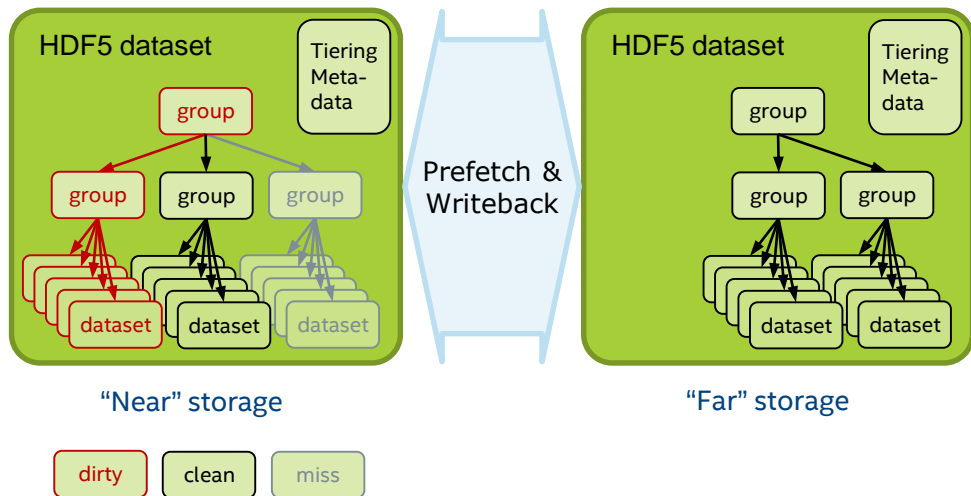 HDF5 dataset
Tiering
Meta-
data
group
group
group
group
dataset
dataset
dataset
“Near” storage
Prefetch &
Writeback
HDF5 dataset
Tiering
Meta-
data
group
group
group
dataset
dataset
“Far” storage
dirty
clean
miss